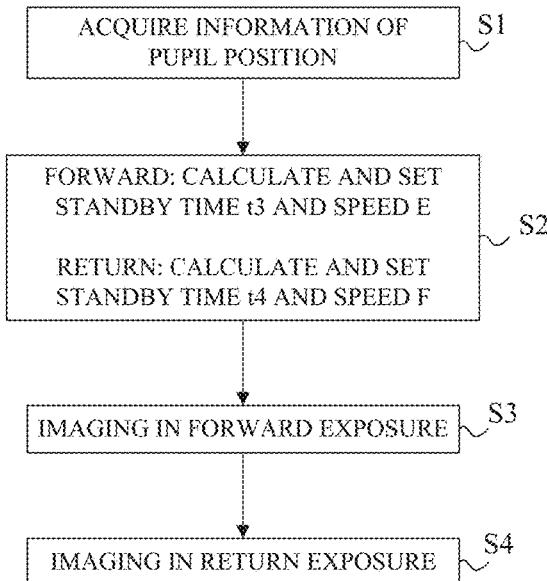 ACQUIRE INFORMATION OF
PUPIL POSITION
S1
FORWARD: CALCULATE AND SET
STANDBY TIME t3 AND SPEED E
RETURN: CALCULATE AND SET
STANDBY TIME t4 AND SPEED F
S2
IMAGING IN FORWARD EXPOSURE
S3
IMAGING IN RETURN EXPOSURE
S4